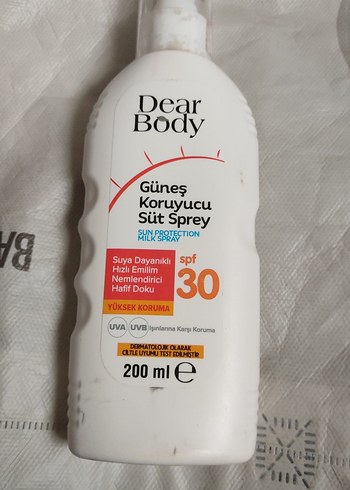 Dear
Body
Güneş
Koruyucu
Süt Sprey
SUN PROTECTION
MILK SPRAY
Suya Dayanıklı
Hızlı Emilim
Nemlendirici
Hafif Doku
spf
30
YÜKSEK KORUMA
UVA UVB Işınlarına Karşı Koruma
DERMATOLOJİK OLARAK
CİLTLE UYUMU TEST EDİLMİŞTİR
200 ml e
BA